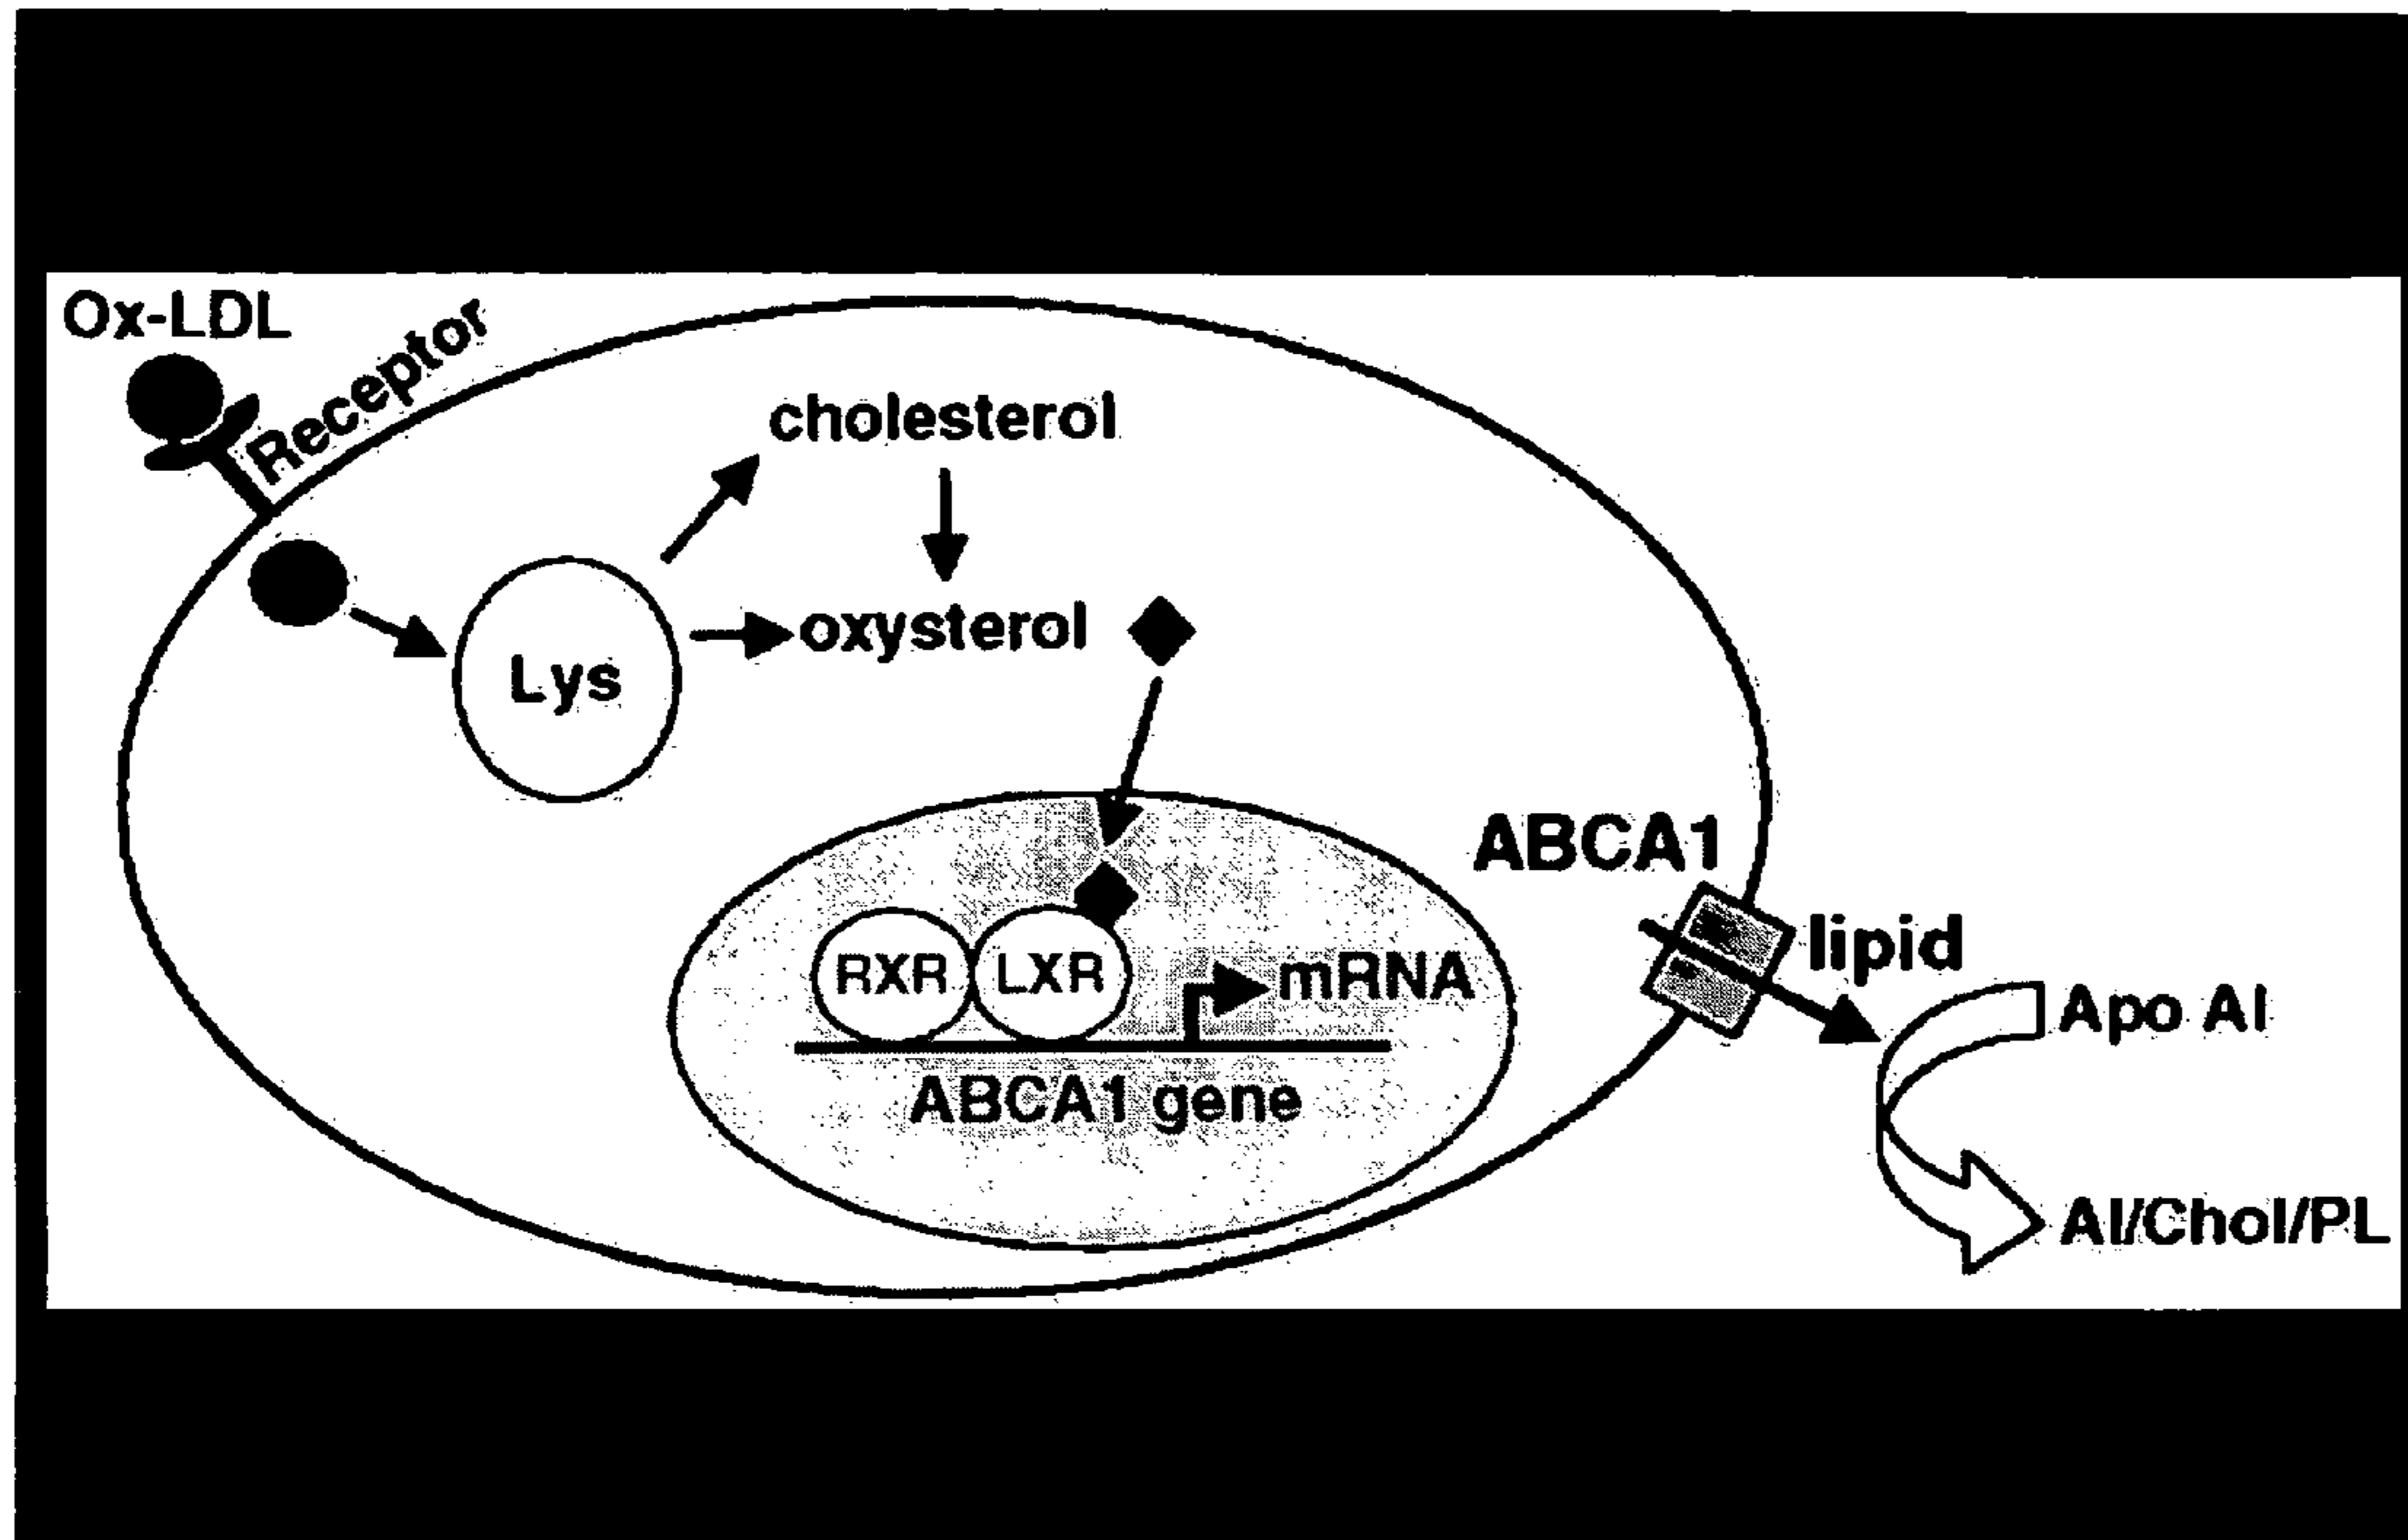 Ox-LDL
Receptor
cholesterol
oxysterol
Lys
ABCA1
lipid
RXR
LXR
mRNA
Apo AI
ABCA1 gene
AI/Chol/PL